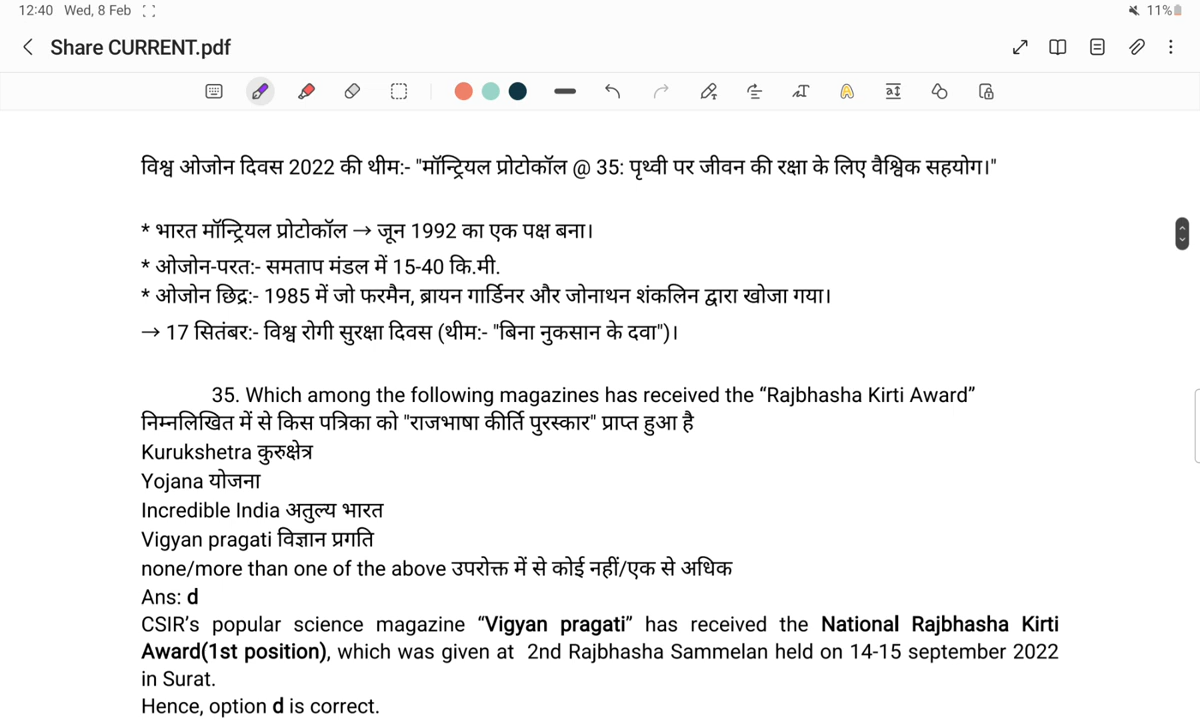 12:40 Wed, 8 Feb
11%
Share CURRENT.pdf
विश्व ओजोन दिवस 2022 की थीम:- "मॉन्ट्रियल प्रोटोकॉल @ 35: पृथ्वी पर जीवन की रक्षा के लिए वैश्विक सहयोग।"
* भारत मॉन्ट्रियल प्रोटोकॉल → जून 1992 का एक पक्ष बना।
* ओजोन-परत:- समताप मंडल में 15-40 कि.मी.
* ओजोन छिद्र:- 1985 में जो फरमैन, ब्रायन गार्डिनर और जोनाथन शंकलिन द्वारा खोजा गया।
→ 17 सितंबर:- विश्व रोगी सुरक्षा दिवस (थीम:- "बिना नुकसान के दवा")।
35. Which among the following magazines has received the “Rajbhasha Kirti Award”
निम्नलिखित में से किस पत्रिका को "राजभाषा कीर्ति पुरस्कार" प्राप्त हुआ है
Kurukshetra कुरुक्षेत्र
Yojana योजना
Incredible India अतुल्य भारत
Vigyan pragati विज्ञान प्रगति
none/more than one of the above उपरोक्त में से कोई नहीं/एक से अधिक
Ans: d
CSIR’s popular science magazine “Vigyan pragati” has received the National Rajbhasha Kirti
Award(1st position), which was given at 2nd Rajbhasha Sammelan held on 14-15 september 2022
in Surat.
Hence, option d is correct.